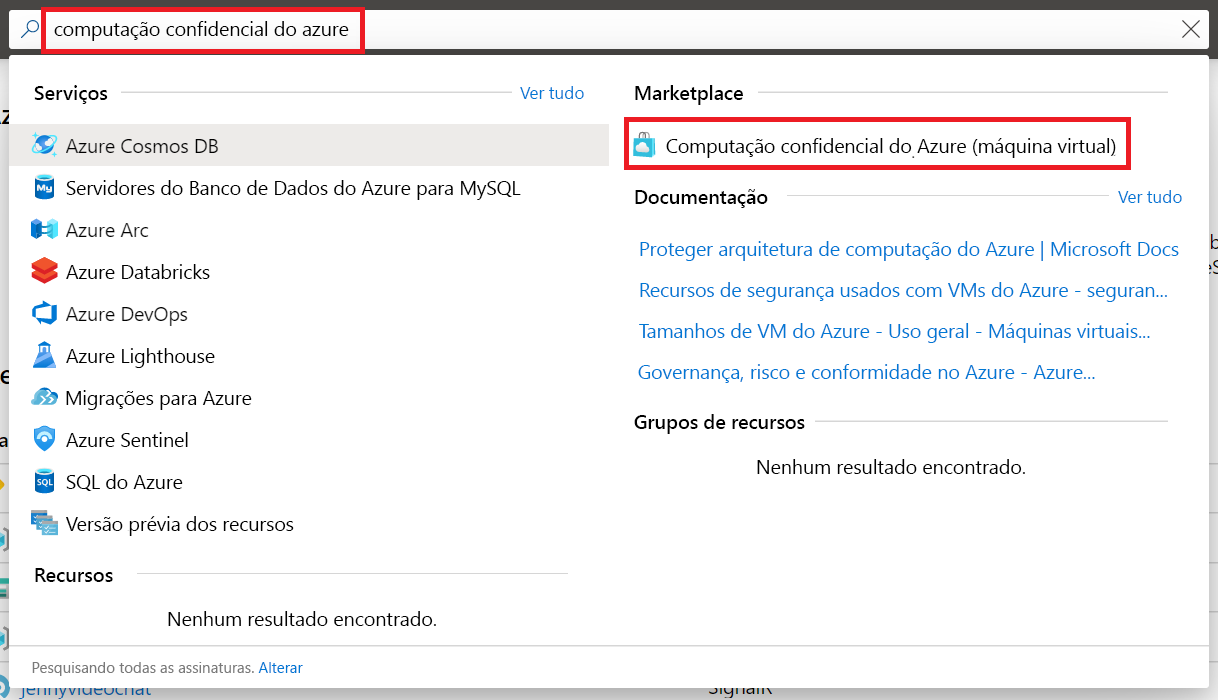 computação confidencial do azure
Serviços
Ver tudo
Azure Cosmos DB
Servidores do Banco de Dados do Azure para MySQL
Azure Arc
Azure Databricks
Azure DevOps
Azure Lighthouse
Migrações para Azure
Azure Sentinel
SQL do Azure
Versão prévia dos recursos
Recursos
Nenhum resultado encontrado.
Marketplace
Computação confidencial do Azure (máquina virtual)
Documentação
Ver tudo
Proteger arquitetura de computação do Azure | Microsoft Docs
Recursos de segurança usados com VMs do Azure - seguran...
Tamanhos de VM do Azure - Uso geral - Máquinas virtuais...
Governança, risco e conformidade no Azure - Azure...
Grupos de recursos
Nenhum resultado encontrado.
Pesquisando todas as assinaturas. Alterar
jennyvideochat
SignalR